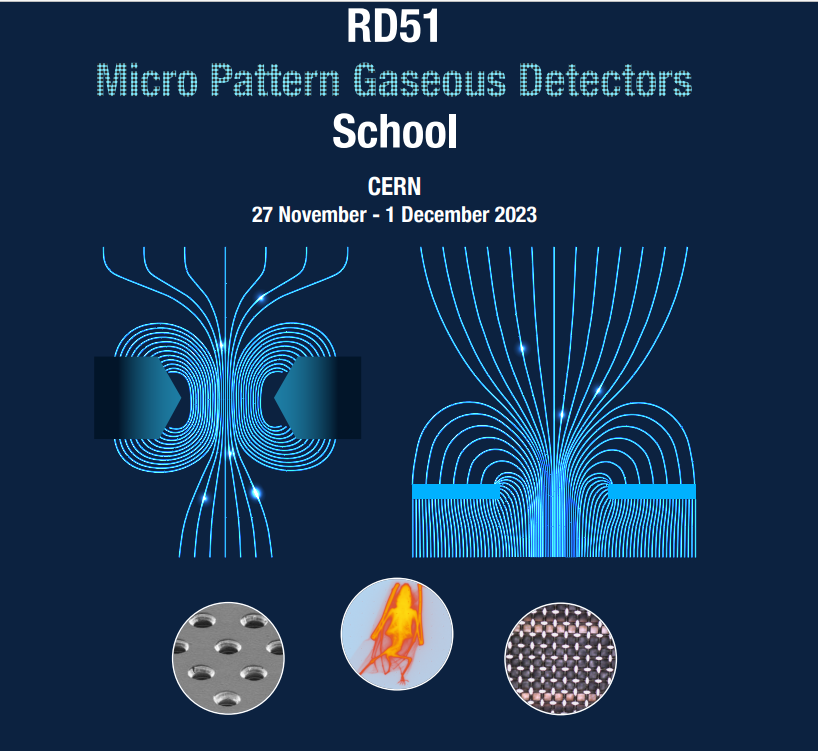 RD51
Micro Pattern Gaseous Detectors
School
CERN
27 November - 1 December 2023